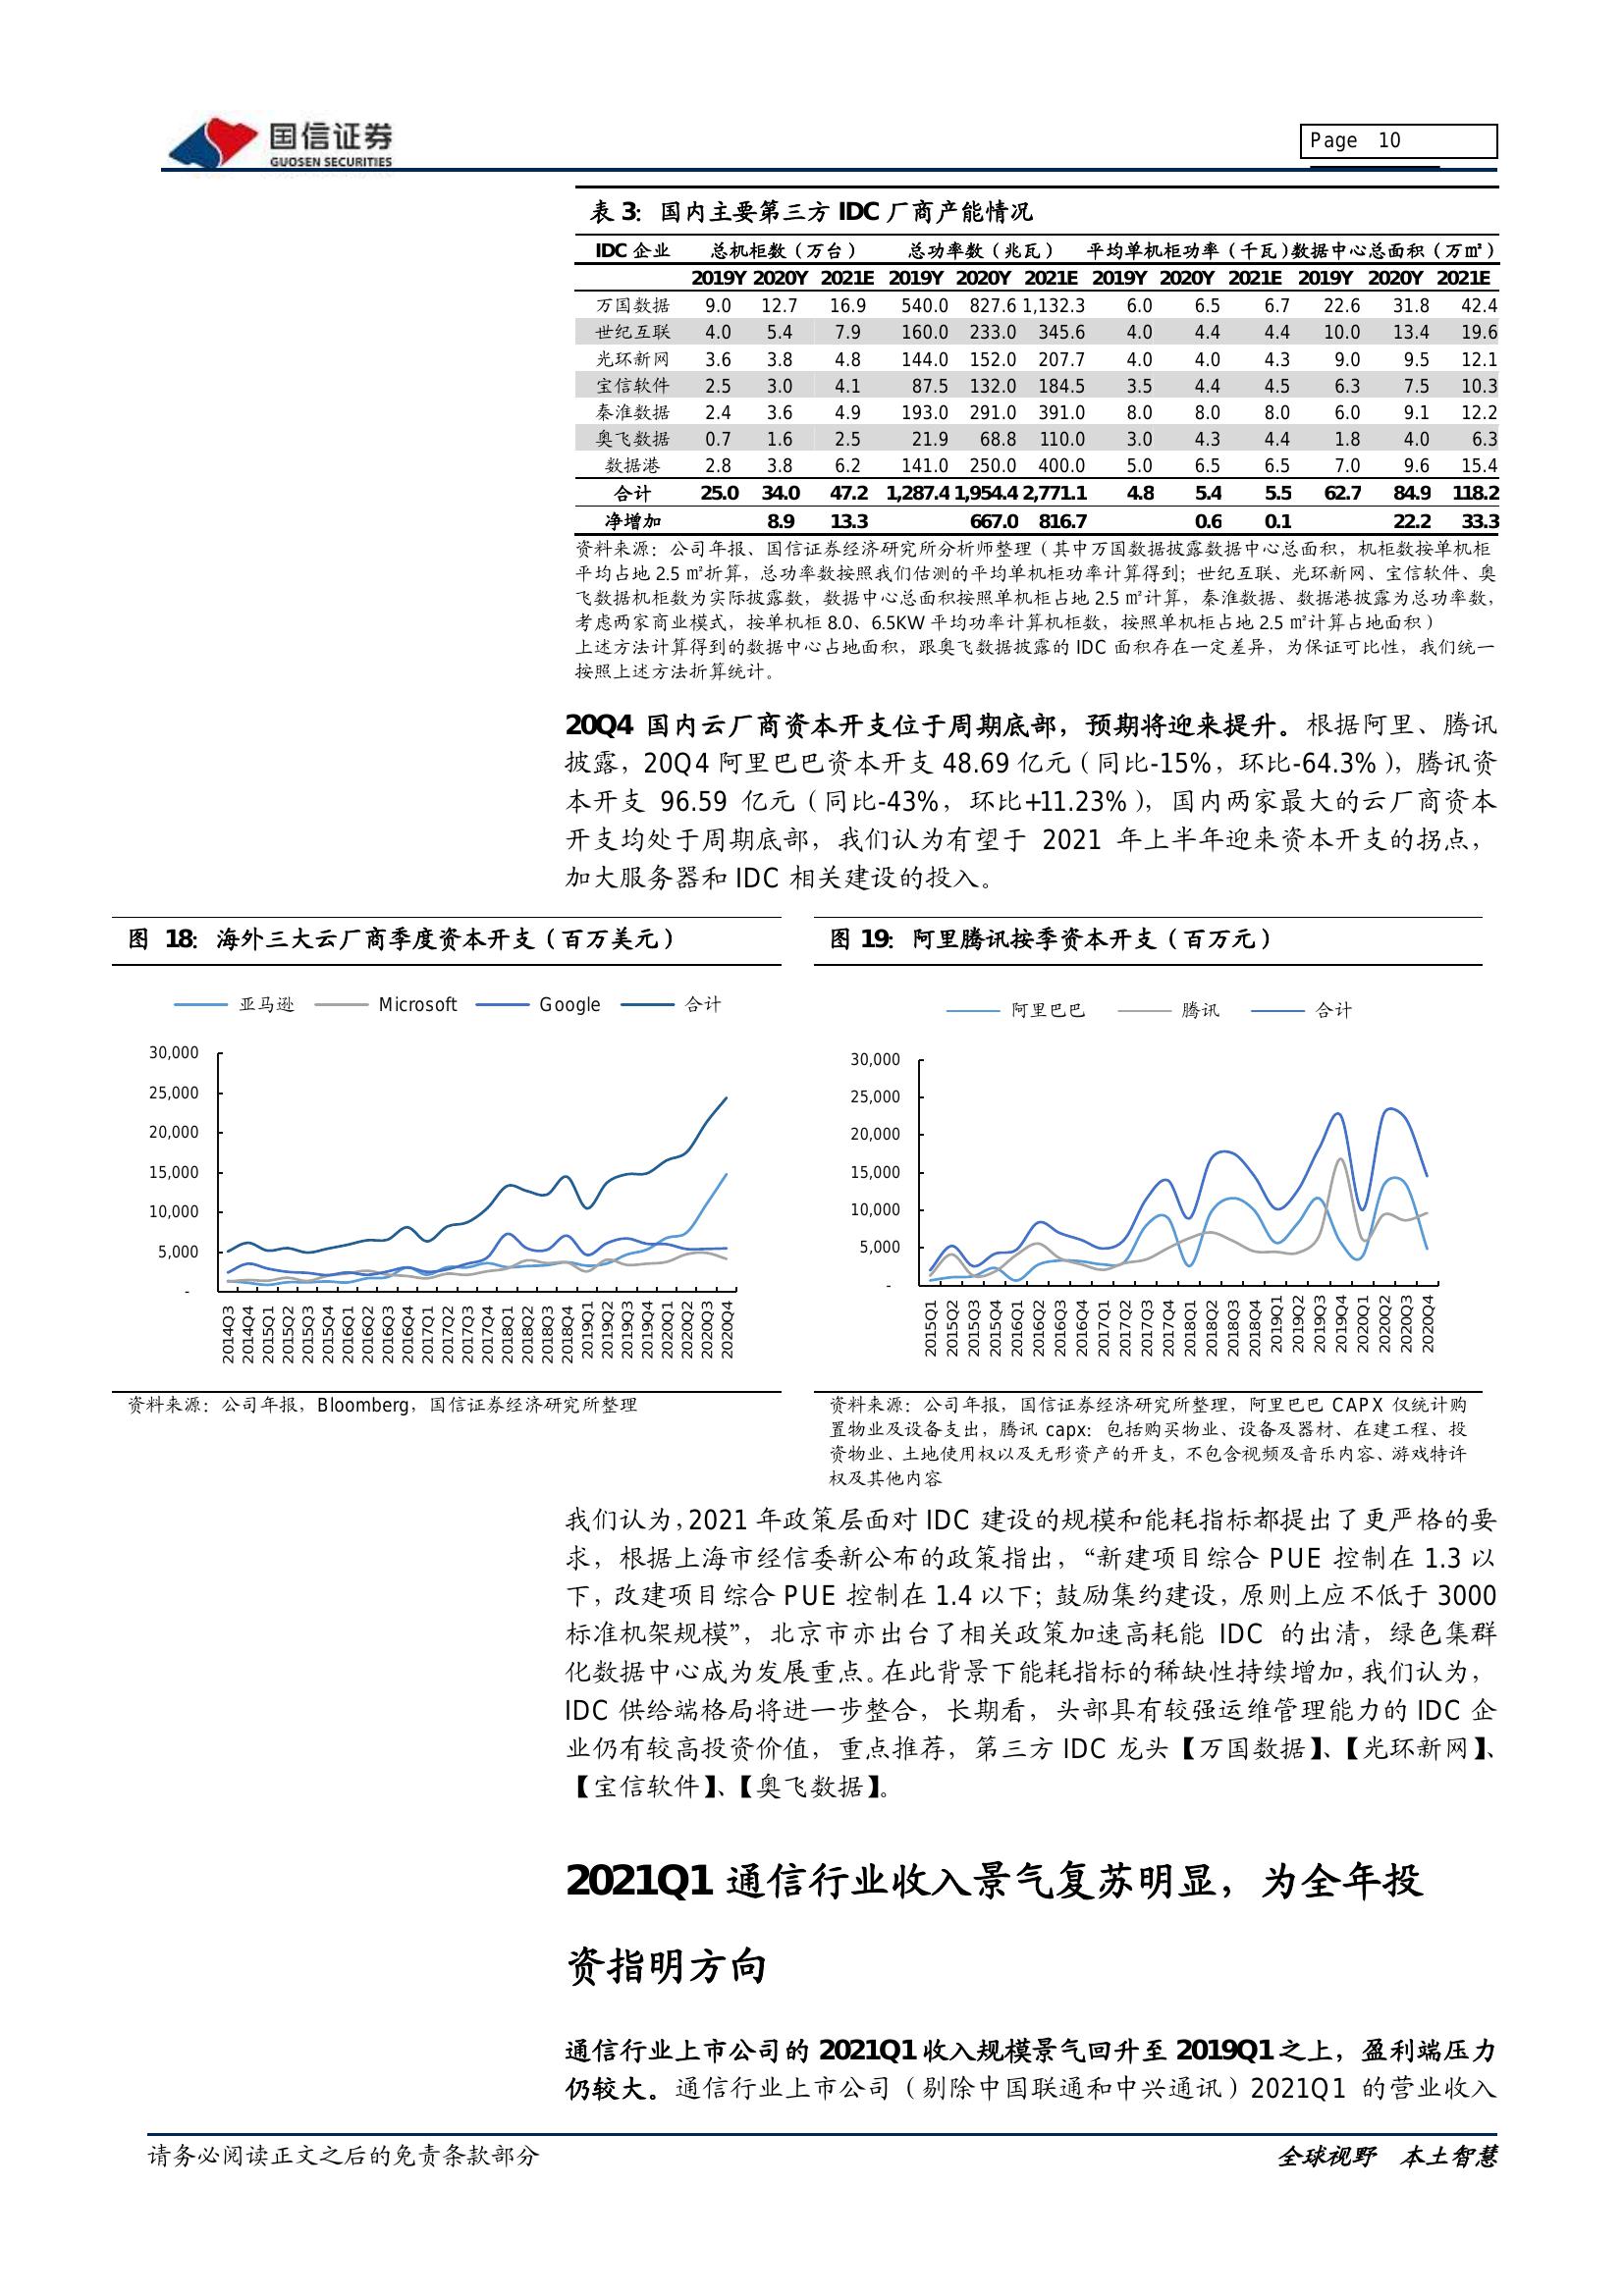 国信证券
GUOSEN SECURITIES
Page 10
表 3：国内主要第三方 IDC 厂商产能情况
IDC 企业 总机柜数（万台） 总功率数（兆瓦） 平均单机柜功率（千瓦）数据中心总面积（万㎡）
2019Y 2020Y 2021E 2019Y 2020Y 2021E 2019Y 2020Y 2021E 2019Y 2020Y 2021E
万国数据 9.0 12.7 16.9 540.0 827.6 1,132.3 6.0 6.5 6.7 22.6 31.8 42.4
世纪互联 4.0 5.4 7.9 160.0 233.0 345.6 4.0 4.4 4.4 10.0 13.4 19.6
光环新网 3.6 3.8 4.8 144.0 152.0 207.7 4.0 4.0 4.3 9.0 9.5 12.1
宝信软件 2.5 3.0 4.1 87.5 132.0 184.5 3.5 4.4 4.5 6.3 7.5 10.3
秦淮数据 2.4 3.6 4.9 193.0 291.0 391.0 8.0 8.0 8.0 6.0 9.1 12.2
奥飞数据 0.7 1.6 2.5 21.9 68.8 110.0 3.0 4.3 4.4 1.8 4.0 6.3
数据港 2.8 3.8 6.2 141.0 250.0 400.0 5.0 6.5 6.5 7.0 9.6 15.4
合计 25.0 34.0 47.2 1,287.4 1,954.4 2,771.1 4.8 5.4 5.5 62.7 84.9 118.2
净增加 8.9 13.3 667.0 816.7 0.6 0.1 22.2 33.3
资料来源：公司年报、国信证券经济研究所分析师整理（其中万国数据披露数据中心总面积，机柜数按单机柜
平均占地 2.5 ㎡折算，总功率数按照我们估测的平均单机柜功率计算得到；世纪互联、光环新网、宝信软件、奥
飞数据机柜数为实际披露数，数据中心总面积按照单机柜占地 2.5 ㎡计算，秦淮数据、数据港披露为总功率数，
考虑两家商业模式，按单机柜 8.0、6.5KW 平均功率计算机柜数，按照单机柜占地 2.5 ㎡计算占地面积）
上述方法计算得到的数据中心占地面积，跟奥飞数据披露的 IDC 面积存在一定差异，为保证可比性，我们统一
按照上述方法折算统计。
20Q4 国内云厂商资本开支位于周期底部，预期将迎来提升。根据阿里、腾讯
披露，20Q4 阿里巴巴资本开支 48.69 亿元（同比-15%，环比-64.3%），腾讯资
本开支 96.59 亿元（同比-43%，环比+11.23%），国内两家最大的云厂商资本
开支均处于周期底部，我们认为有望于 2021 年上半年迎来资本开支的拐点，
加大服务器和 IDC 相关建设的投入。
图 18：海外三大云厂商季度资本开支（百万美元）
亚马逊 Microsoft Google 合计
30,000
25,000
20,000
15,000
10,000
5,000
-
2014Q3 2014Q4 2015Q1 2015Q2 2015Q3 2015Q4 2016Q1 2016Q2 2016Q3 2016Q4 2017Q1 2017Q2 2017Q3 2017Q4 2018Q1 2018Q2 2018Q3 2018Q4 2019Q1 2019Q2 2019Q3 2019Q4 2020Q1 2020Q2 2020Q3 2020Q4
资料来源：公司年报，Bloomberg，国信证券经济研究所整理
图 19：阿里腾讯按季资本开支（百万元）
阿里巴巴 腾讯 合计
30,000
25,000
20,000
15,000
10,000
5,000
-
2015Q1 2015Q2 2015Q3 2015Q4 2016Q1 2016Q2 2016Q3 2016Q4 2017Q1 2017Q2 2017Q3 2017Q4 2018Q1 2018Q2 2018Q3 2018Q4 2019Q1 2019Q2 2019Q3 2019Q4 2020Q1 2020Q2 2020Q3 2020Q4
资料来源：公司年报，国信证券经济研究所整理，阿里巴巴 CAPX 仅统计购
置物业及设备支出，腾讯 capx：包括购买物业、设备及器材、在建工程、投
资物业、土地使用权以及无形资产的开支，不包含视频及音乐内容、游戏特许
权及其他内容
我们认为，2021 年政策层面对 IDC 建设的规模和能耗指标都提出了更严格的要
求，根据上海市经信委新公布的政策指出，“新建项目综合 PUE 控制在 1.3 以
下，改建项目综合 PUE 控制在 1.4 以下；鼓励集约建设，原则上应不低于 3000
标准机架规模”，北京市亦出台了相关政策加速高耗能 IDC 的出清，绿色集群
化数据中心成为发展重点。在此背景下能耗指标的稀缺性持续增加，我们认为，
IDC 供给端格局将进一步整合，长期看，头部具有较强运维管理能力的 IDC 企
业仍有较高投资价值，重点推荐，第三方 IDC 龙头【万国数据】、【光环新网】、
【宝信软件】、【奥飞数据】。
2021Q1 通信行业收入景气复苏明显，为全年投
资指明方向
通信行业上市公司的 2021Q1 收入规模景气回升至 2019Q1 之上，盈利端压力
仍较大。通信行业上市公司（剔除中国联通和中兴通讯）2021Q1 的营业收入
请务必阅读正文之后的免责条款部分
全球视野 本土智慧